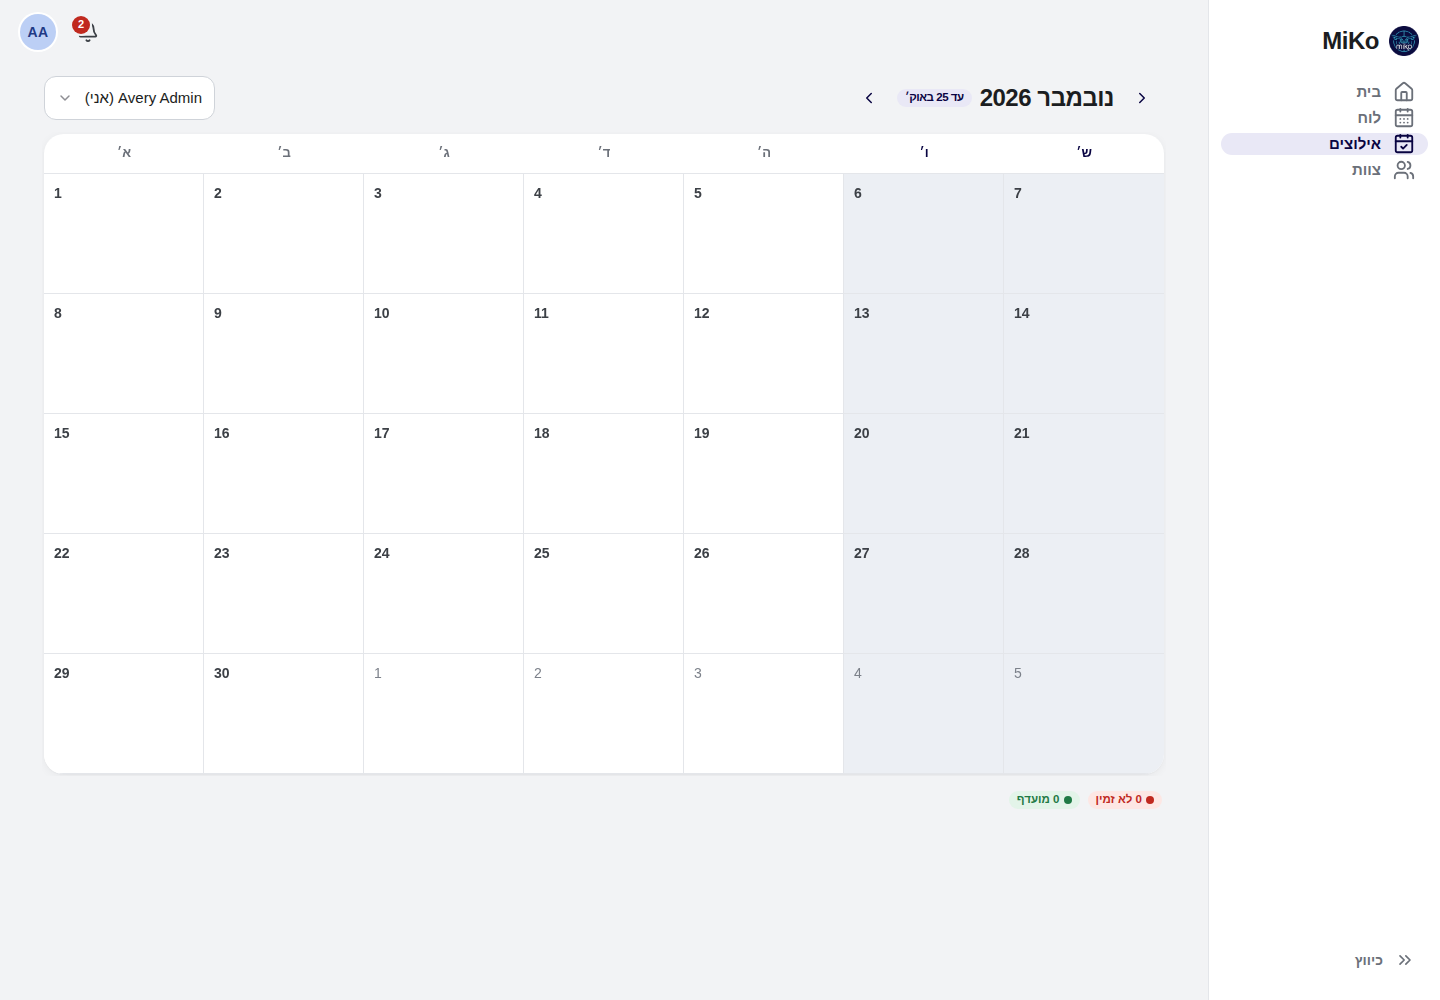 MiKo
בית
לוח
אילוצים
צוות
כיווץ
AA
2
נובמבר 2026
עד 25 באוק׳
Avery Admin (אני)
א׳ ב׳ ג׳ ד׳ ה׳ ו׳ ש׳
1 2 3 4 5 6 7
8 9 10 11 12 13 14
15 16 17 18 19 20 21
22 23 24 25 26 27 28
29 30 1 2 3 4 5
0 לא זמין
0 מועדף